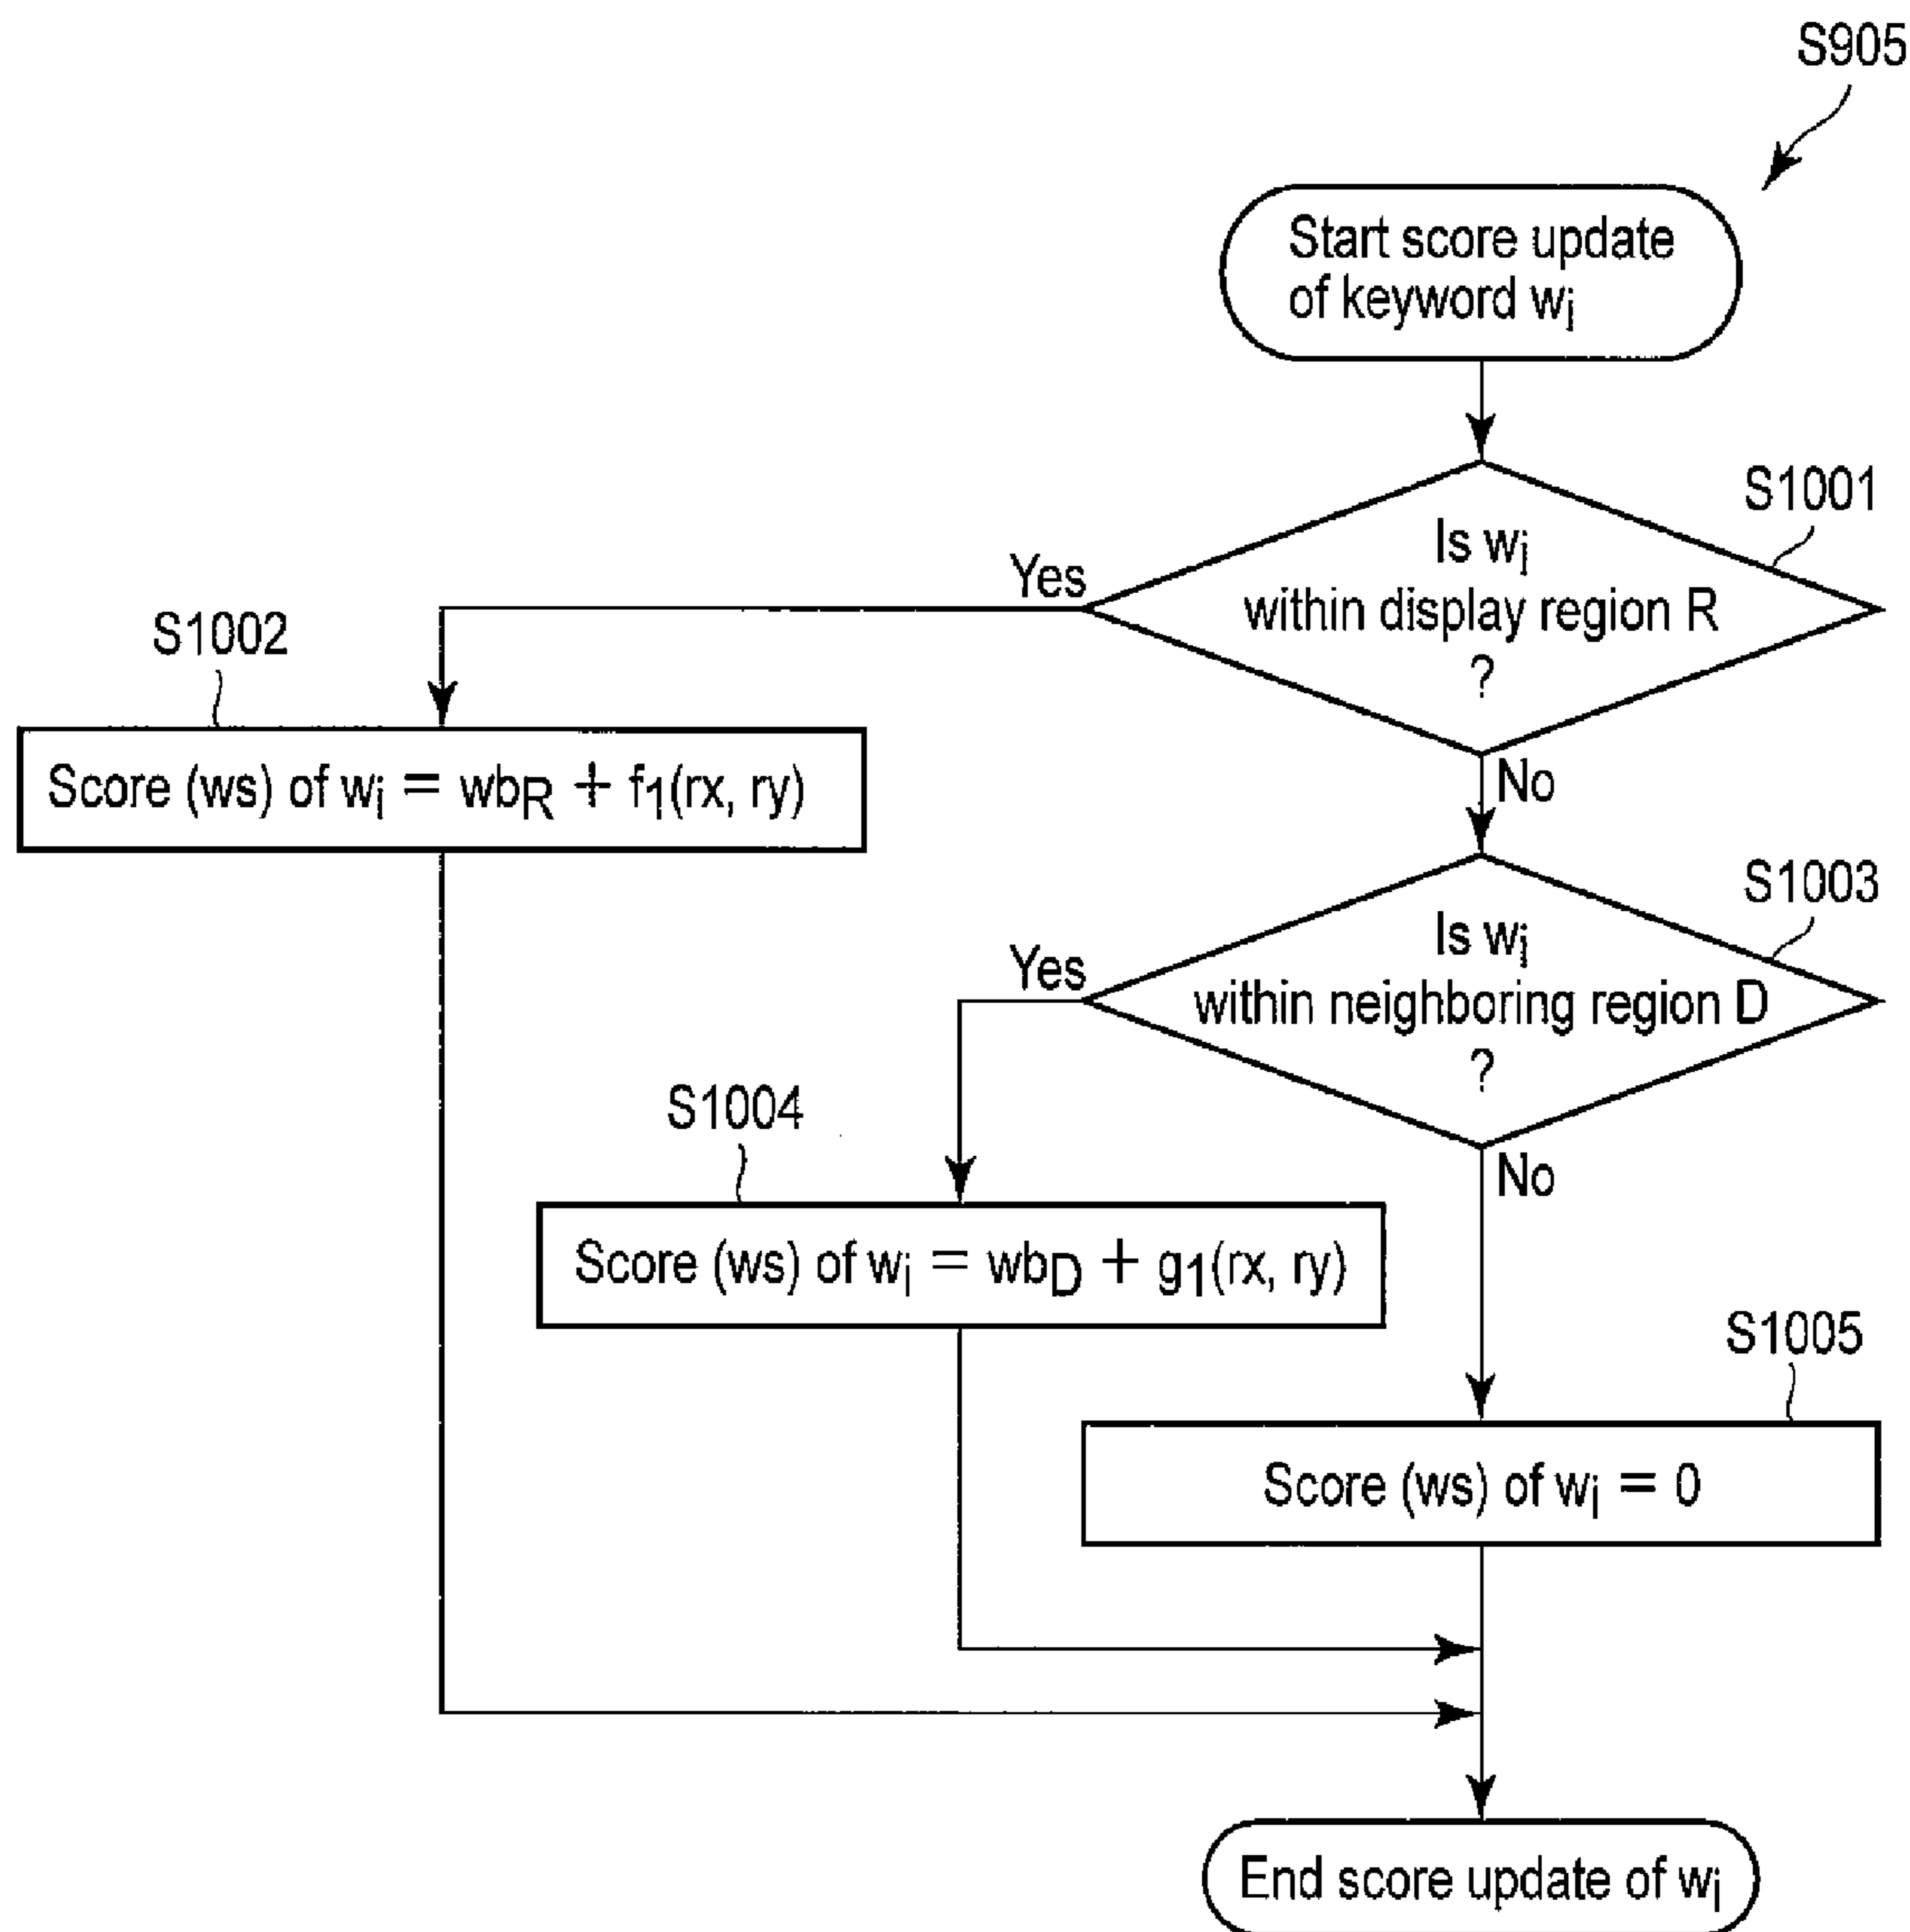 S905
Start score update
of keyword wi
S1001
Is wi
within display region R
?
Yes
No
S1002
Score (ws) of wi = wbR + f1(rx, ry)
S1003
Is wi
within neighboring region D
?
Yes
No
S1004
Score (ws) of wi = wbD + g1(rx, ry)
S1005
Score (ws) of wi = 0
End score update of wi